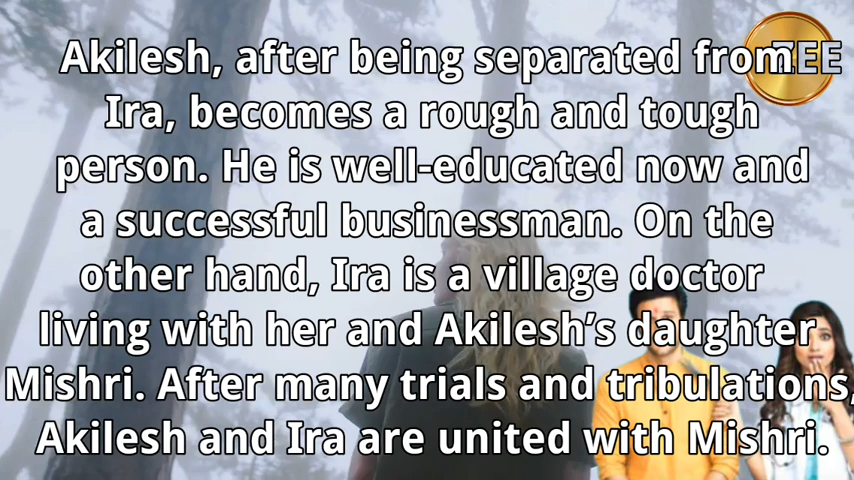 Akilesh, after being separated from
ZEE
Ira, becomes a rough and tough
person. He is well-educated now and
a successful businessman. On the
other hand, Ira is a village doctor
living with her and Akilesh's daughter
Mishri. After many trials and tribulations,
Akilesh and Ira are united with Mishri.